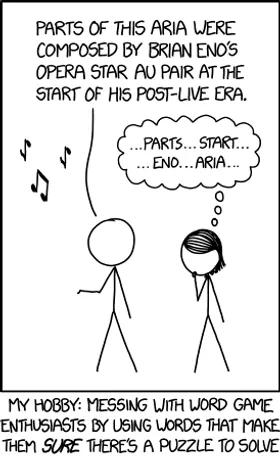 PARTS OF THIS ARIA WERE
COMPOSED BY BRIAN ENO'S
OPERA STAR AU PAIR AT THE
START OF HIS POST-LIVE ERA.
...PARTS...START...
...ENO...ARIA...
MY HOBBY: MESSING WITH WORD GAME
ENTHUSIASTS BY USING WORDS THAT MAKE
THEM SURE THERE'S A PUZZLE TO SOLVE